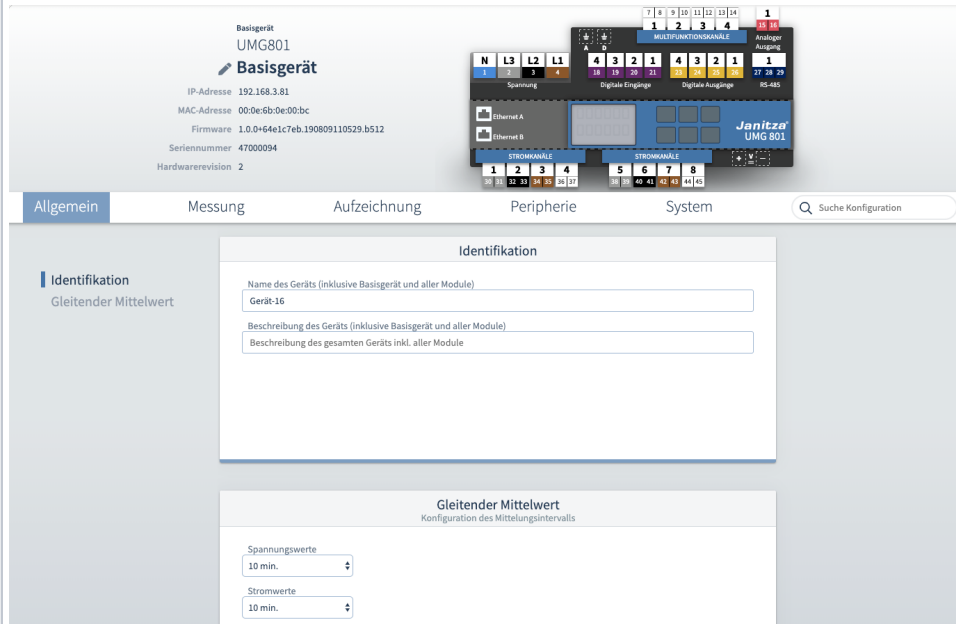 Basisgerät
UMG801
Basisgerät
IP-Adresse 192.168.3.81
MAC-Adresse 00:0e:6b:0e:00:bc
Firmware 1.0.0+64e1c7eb.190809110529.b512
Seriennummer 47000094
Hardwarerevision 2
7 8 9 10 11 12 13 14
1 2 3 4 1
15 16
MULTIFUNKTIONSKANÄLE
Analoger
Ausgang
A D
N L3 L2 L1 4 3 2 1 4 3 2 1 1
1 2 3 4 18 19 20 21 23 24 25 26 27 28 29
Spannung Digitale Eingänge Digitale Ausgänge RS-485
Ethernet A
Ethernet B
Janitza®
UMG 801
STROMKANÄLE STROMKANÄLE
+ V −
1 2 3 4 5 6 7 8
30 31 32 33 34 35 36 37 38 39 40 41 42 43 44 45
Allgemein Messung Aufzeichnung Peripherie System Suche Konfiguration
Identifikation
Gleitender Mittelwert
Identifikation
Name des Geräts (inklusive Basisgerät und aller Module)
Gerät-16
Beschreibung des Geräts (inklusive Basisgerät und aller Module)
Beschreibung des gesamten Geräts inkl. aller Module
Gleitender Mittelwert
Konfiguration des Mittelungsintervalls
Spannungswerte
10 min.
Stromwerte
10 min.